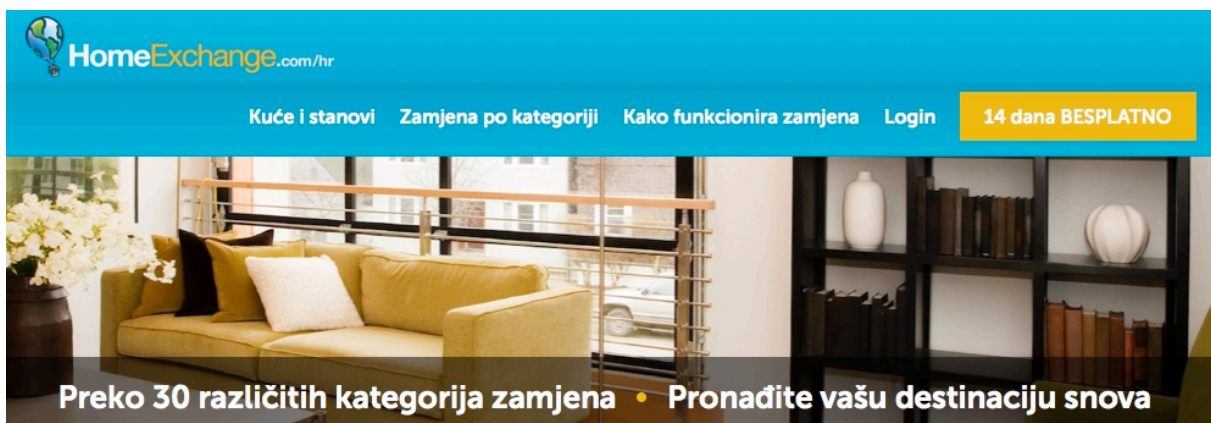 HomeExchange.com/hr
Kuće i stanovi Zamjena po kategoriji Kako funkcionira zamjena Login 14 dana BESPLATNO
Preko 30 različitih kategorija zamjena • Pronađite vašu destinaciju snova